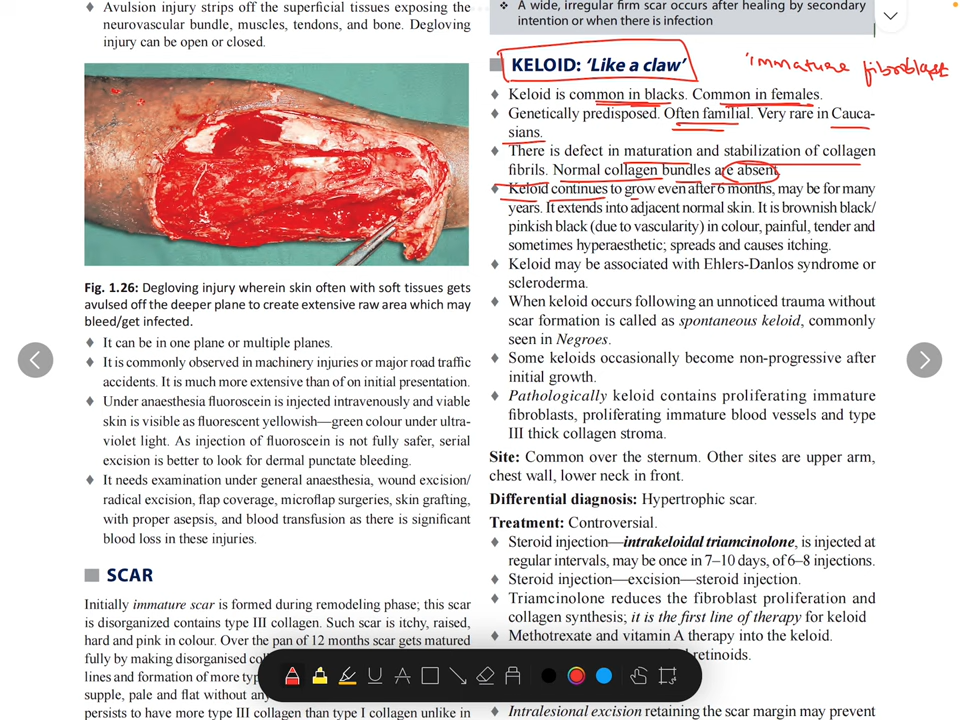 Avulsion injury strips off the superficial tissues exposing the
neurovascular bundle, muscles, tendons, and bone. Degloving
injury can be open or closed.
Fig. 1.26: Degloving injury wherein skin often with soft tissues gets
avulsed off the deeper plane to create extensive raw area which may
bleed/get infected.
♦ It can be in one plane or multiple planes.
♦ It is commonly observed in machinery injuries or major road traffic
accidents. It is much more extensive than of on initial presentation.
♦ Under anaesthesia fluoroscein is injected intravenously and viable
skin is visible as fluorescent yellowish—green colour under ultra-
violet light. As injection of fluoroscein is not fully safer, serial
excision is better to look for dermal punctate bleeding.
♦ It needs examination under general anaesthesia, wound excision/
radical excision, flap coverage, microflap surgeries, skin grafting,
with proper asepsis, and blood transfusion as there is significant
blood loss in these injuries.
SCAR
Initially immature scar is formed during remodeling phase; this scar
is disorganized contains type III collagen. Such scar is itchy, raised,
hard and pink in colour. Over the pan of 12 months scar gets matured
fully by making disorganised
lines and formation of more
supple, pale and flat without
persists to have more type III collagen than type I collagen unlike in
❖ A wide, irregular firm scar occurs after healing by secondary
intention or when there is infection
KELOID: 'Like a claw'
immature fibroblast
♦ Keloid is common in blacks. Common in females.
♦ Genetically predisposed. Often familial. Very rare in Cauca-
sians.
♦ There is defect in maturation and stabilization of collagen
fibrils. Normal collagen bundles are absent
♦ Keloid continues to grow even after 6 months, may be for many
years. It extends into adjacent normal skin. It is brownish black/
pinkish black (due to vascularity) in colour, painful, tender and
sometimes hyperaesthetic; spreads and causes itching.
♦ Keloid may be associated with Ehlers-Danlos syndrome or
scleroderma.
♦ When keloid occurs following an unnoticed trauma without
scar formation is called as spontaneous keloid, commonly
seen in Negroes.
♦ Some keloids occasionally become non-progressive after
initial growth.
♦ Pathologically keloid contains proliferating immature
fibroblasts, proliferating immature blood vessels and type
III thick collagen stroma.
Site: Common over the sternum. Other sites are upper arm,
chest wall, lower neck in front.
Differential diagnosis: Hypertrophic scar.
Treatment: Controversial.
♦ Steroid injection—intrakeloidal triamcinolone, is injected at
regular intervals, may be once in 7–10 days, of 6–8 injections.
♦ Steroid injection—excision—steroid injection.
♦ Triamcinolone reduces the fibroblast proliferation and
collagen synthesis; it is the first line of therapy for keloid
♦ Methotrexate and vitamin A therapy into the keloid.
retinoids.
♦ Intralesional excision retaining the scar margin may prevent